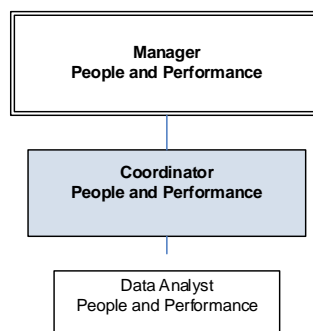 Manager
People and Performance
Coordinator
People and Performance
Data Analyst
People and Performance